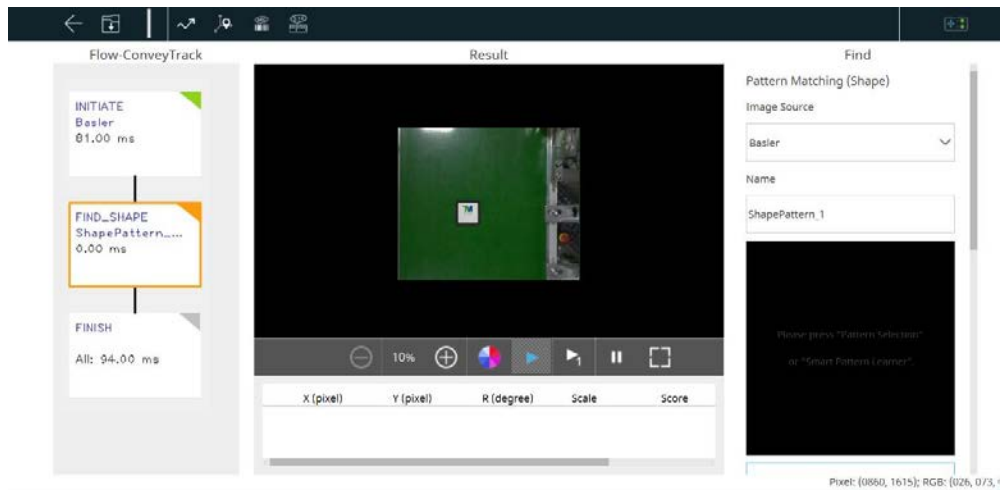 Flow-ConveyTrack
Result
Find
INITIATE
Basler
81.00 ms
FIND_SHAPE
ShapePattern_...
0.00 ms
FINISH
All: 94.00 ms
TM
10%
1
X (pixel) Y (pixel) R (degree) Scale Score
Pattern Matching (Shape)
Image Source
Basler
Name
ShapePattern_1
Please press "Pattern Selection"
or "Smart Pattern Learner".
Pixel: (0860, 1615); RGB: (026, 073,